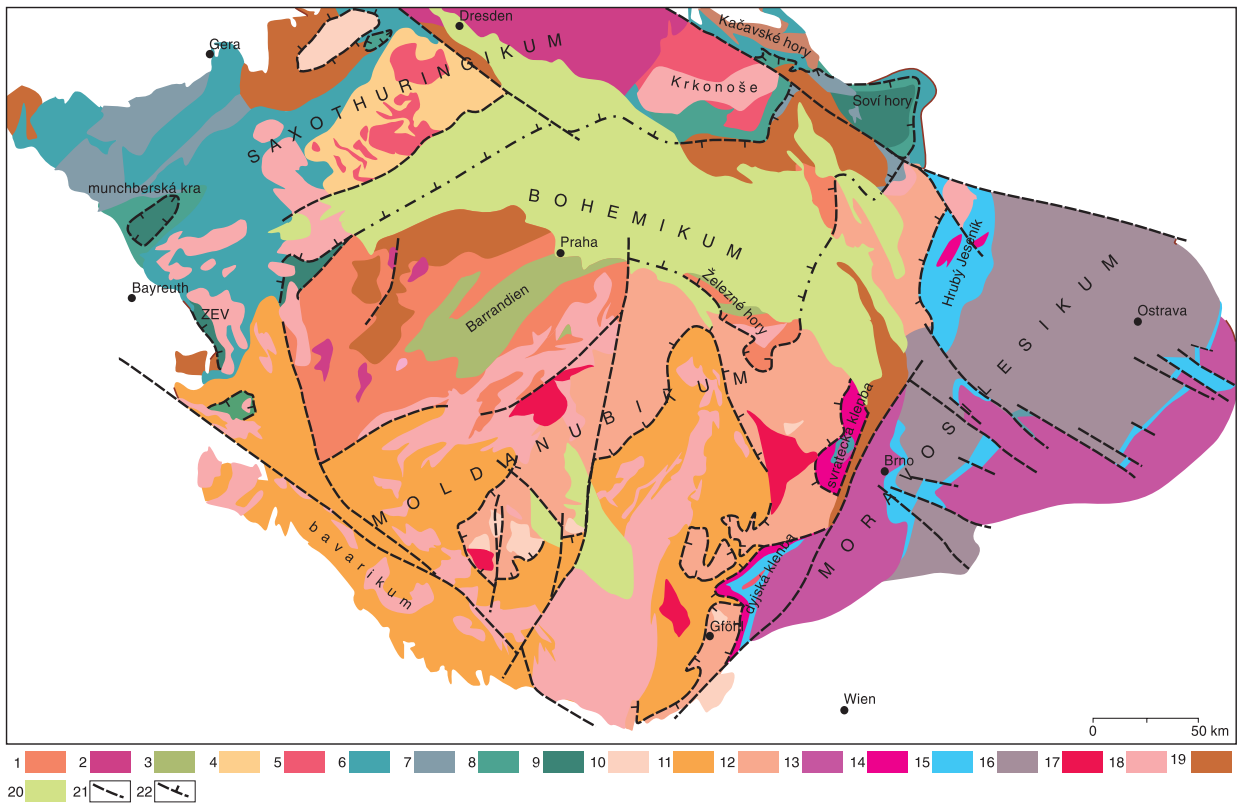 Dresden
Kačavské hory
Gera
SAXOTHURINGIKUM
Krkonoše
Soví hory
munchberská kra
BOHEMIKUM
Praha
Hrubý Jeseník
Bayreuth
Železné hory
Barrandien
ZEV
Ostrava
MOLDANUBIKUM
MORAVOSILESIKUM
svratecká klenba
Brno
bavarikum
dyjská klenba
Gföhl
Wien
0 50 km
1 2 3 4 5 6 7 8 9 10 11 12 13 14 15 16 17 18 19
20 21 22